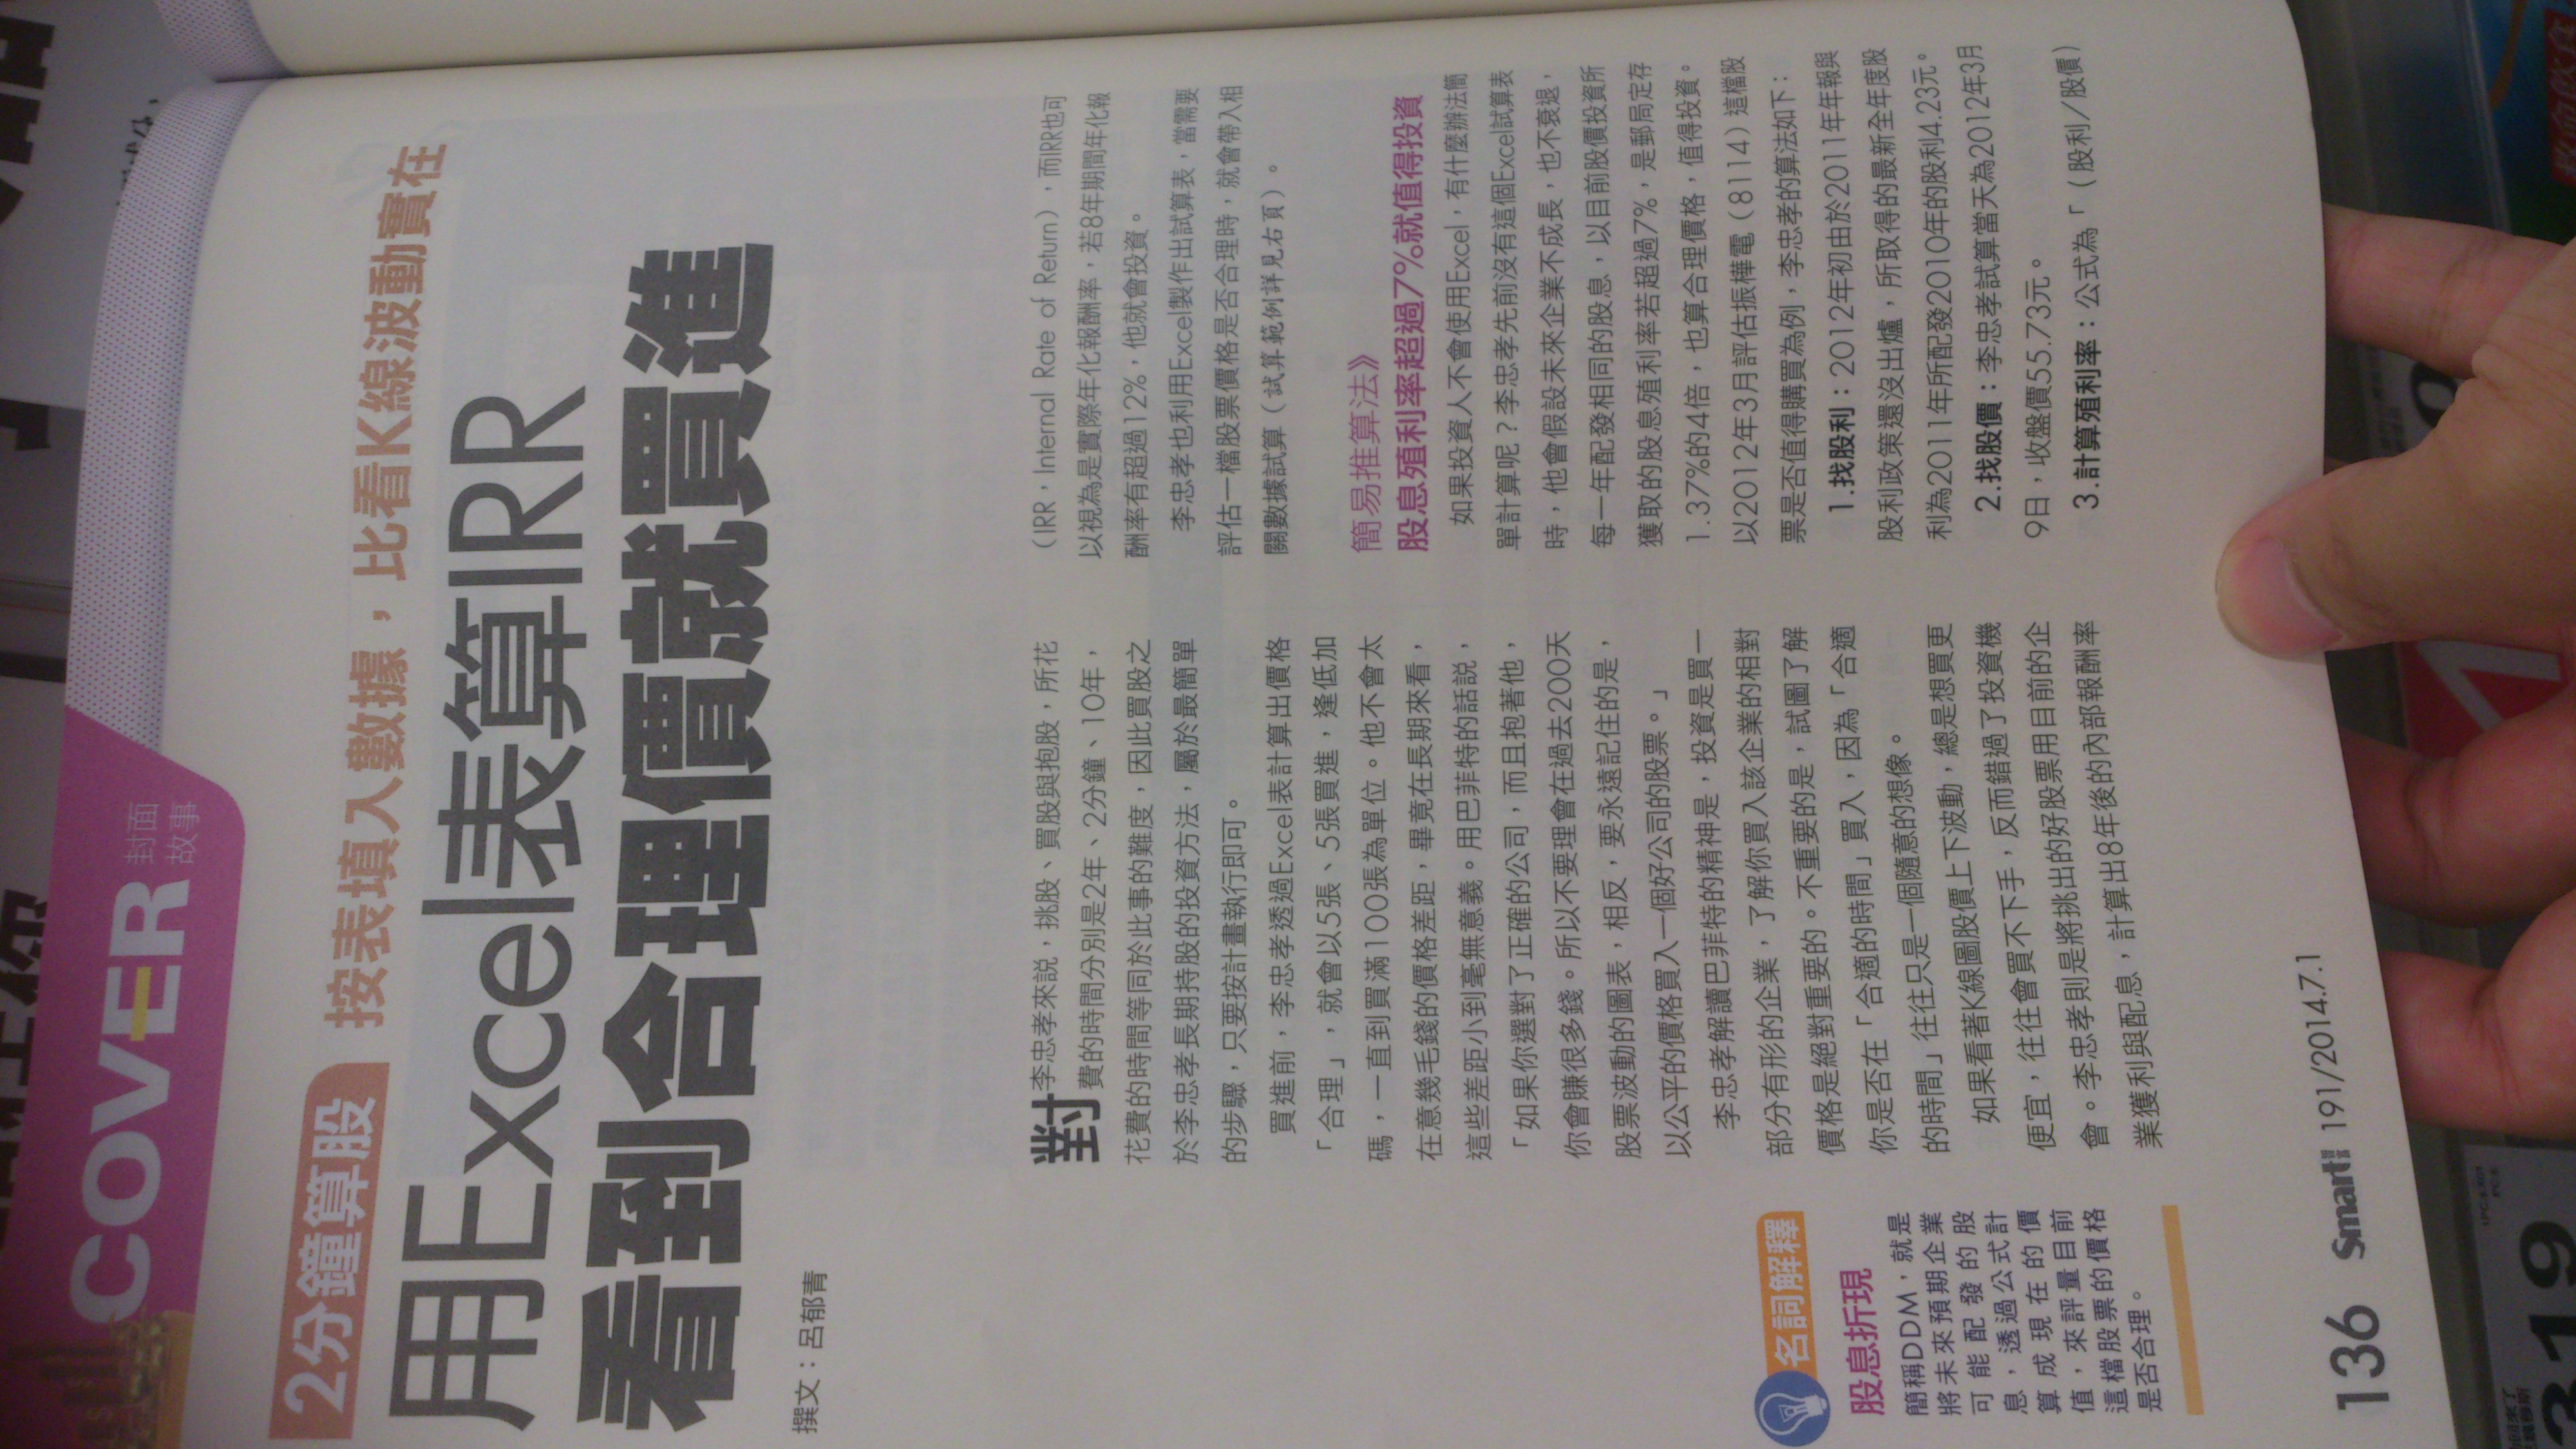 COVER
封面
故事
2分鐘算股
按表填入數據，比看K線波動實在
用Excel表算IRR
看到合理價就買進
撰文：呂郁青
對李忠孝來說，挑股、買股與抱股，所花
費的時間分別是2年、2分鐘、10年，
花費的時間等同於此事的難度，因此買股之
於李忠孝長期持股的投資方法，屬於最簡單
的步驟，只要按計畫執行即可。
買進前，李忠孝透過Excel表計算出價格
「合理」，就會以5張、5張買進，逢低加
碼，一直到買滿100張為單位。他不會太
在意幾毛錢的價格差距，畢竟在長期來看，
這些差距小到毫無意義。用巴菲特的話說，
「如果你選對了正確的公司，而且抱著他，
你會賺很多錢。所以不要理會在過去200天
股票波動的圖表，相反，要永遠記住的是，
以公平的價格買入一個好公司的股票。」
李忠孝解讀巴菲特的精神是，投資是買一
部分有形的企業，了解你買入該企業的相對
價格是絕對重要的。不重要的是，試圖了解
你是否在「合適的時間」買入，因為「合適
的時間」往往只是一個隨意的想像。
如果看著K線圖股價上下波動，總是想買更
便宜，往往會買不下手，反而錯過了投資機
會。李忠孝則是將挑出的好股票用目前的企
業獲利與配息，計算出8年後的內部報酬率
（IRR，Internal Rate of Return），而IRR也可
以視為是實際年化報酬率，若8年期間年化報
酬率有超過12%，他就會投資。
李忠孝也利用Excel製作出試算表，當需要
評估一檔股票價格是否合理時，就會帶入相
關數據試算（試算範例詳見右頁）。
簡易推算法》
股息殖利率超過7%就值得投資
如果投資人不會使用Excel，有什麼辦法簡
單計算呢？李忠孝先前沒有這個Excel試算表
時，他會假設未來企業不成長，也不衰退，
每一年配發相同的股息，以目前股價投資所
獲取的股息殖利率若超過7%，是郵局定存
1.37%的4倍，也算合理價格，值得投資。
以2012年3月評估振樺電（8114）這檔股
票是否值得購買為例，李忠孝的算法如下：
1.找股利：2012年初由於2011年年報與
股利政策還沒出爐，所取得的最新全年度股
利為2011年所配發2010年的股利4.23元。
2.找股價：李忠孝試算當天為2012年3月
9日，收盤價55.73元。
3.計算殖利率：公式為「（股利／股價）
名詞解釋
股息折現
簡稱DDM，就是
將未來預期企業
可能配發的股
息，透過公式計
算成現在的價
值，來評量目前
這檔股票的價格
是否合理。
136 Smart智富 191/2014.7.1
319